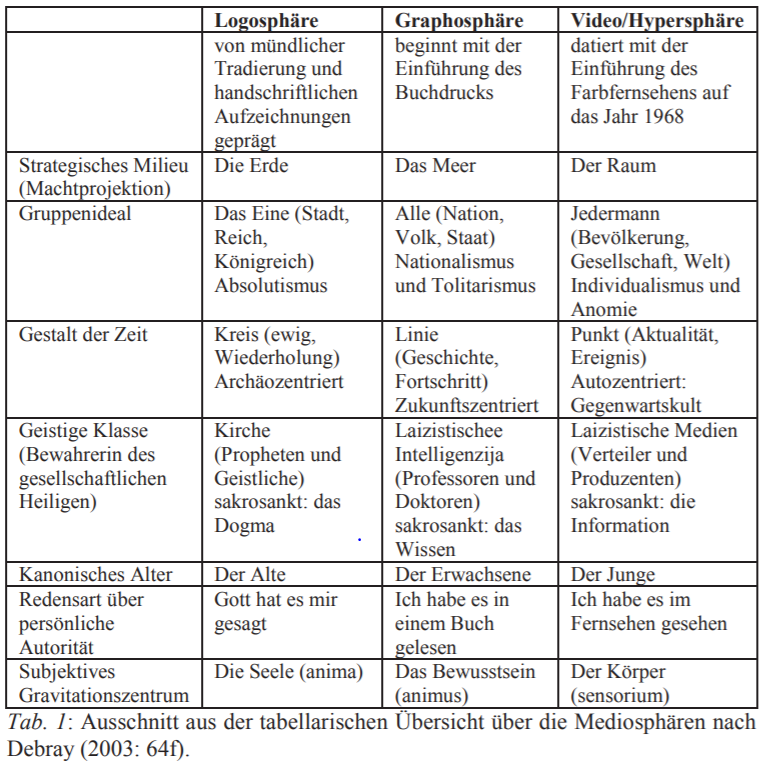 Logosphäre Graphosphäre Video/Hypersphäre
von mündlicher beginnt mit der datiert mit der
Tradierung und Einführung des Einführung des
handschriftlichen Buchdrucks Farbfernsehens auf
Aufzeichnungen das Jahr 1968
geprägt
Strategisches Milieu Die Erde Das Meer Der Raum
(Machtprojektion)
Gruppenideal Das Eine (Stadt, Alle (Nation, Jedermann
Reich, Volk, Staat) (Bevölkerung,
Königreich) Nationalismus Gesellschaft, Welt)
Absolutismus und Tolitarismus Individualismus und
Anomie
Gestalt der Zeit Kreis (ewig, Linie Punkt (Aktualität,
Wiederholung) (Geschichte, Ereignis)
Archäozentriert Fortschritt) Autozentriert:
Zukunftszentriert Gegenwartskult
Geistige Klasse Kirche Laizistischee Laizistische Medien
(Bewahrerin des (Propheten und Intelligenzija (Verteiler und
gesellschaftlichen Geistliche) (Professoren und Produzenten)
Heiligen) sakrosankt: das Doktoren) sakrosankt: die
Dogma sakrosankt: das Information
Wissen
Kanonisches Alter Der Alte Der Erwachsene Der Junge
Redensart über Gott hat es mir Ich habe es in Ich habe es im
persönliche gesagt einem Buch Fernsehen gesehen
Autorität gelesen
Subjektives Die Seele (anima) Das Bewusstsein Der Körper
Gravitationszentrum (animus) (sensorium)
Tab. 1: Ausschnitt aus der tabellarischen Übersicht über die Mediosphären nach
Debray (2003: 64f).